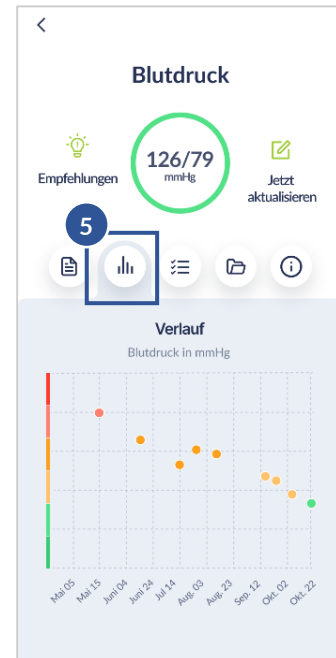 Blutdruck
Empfehlungen
126/79
mmHg
Jetzt
aktualisieren
5
Verlauf
Blutdruck in mmHg
Mai 05
Mai 15
Juni 04
Juni 24
Jul 14
Aug. 03
Aug. 23
Sep. 12
Okt. 02
Okt. 22